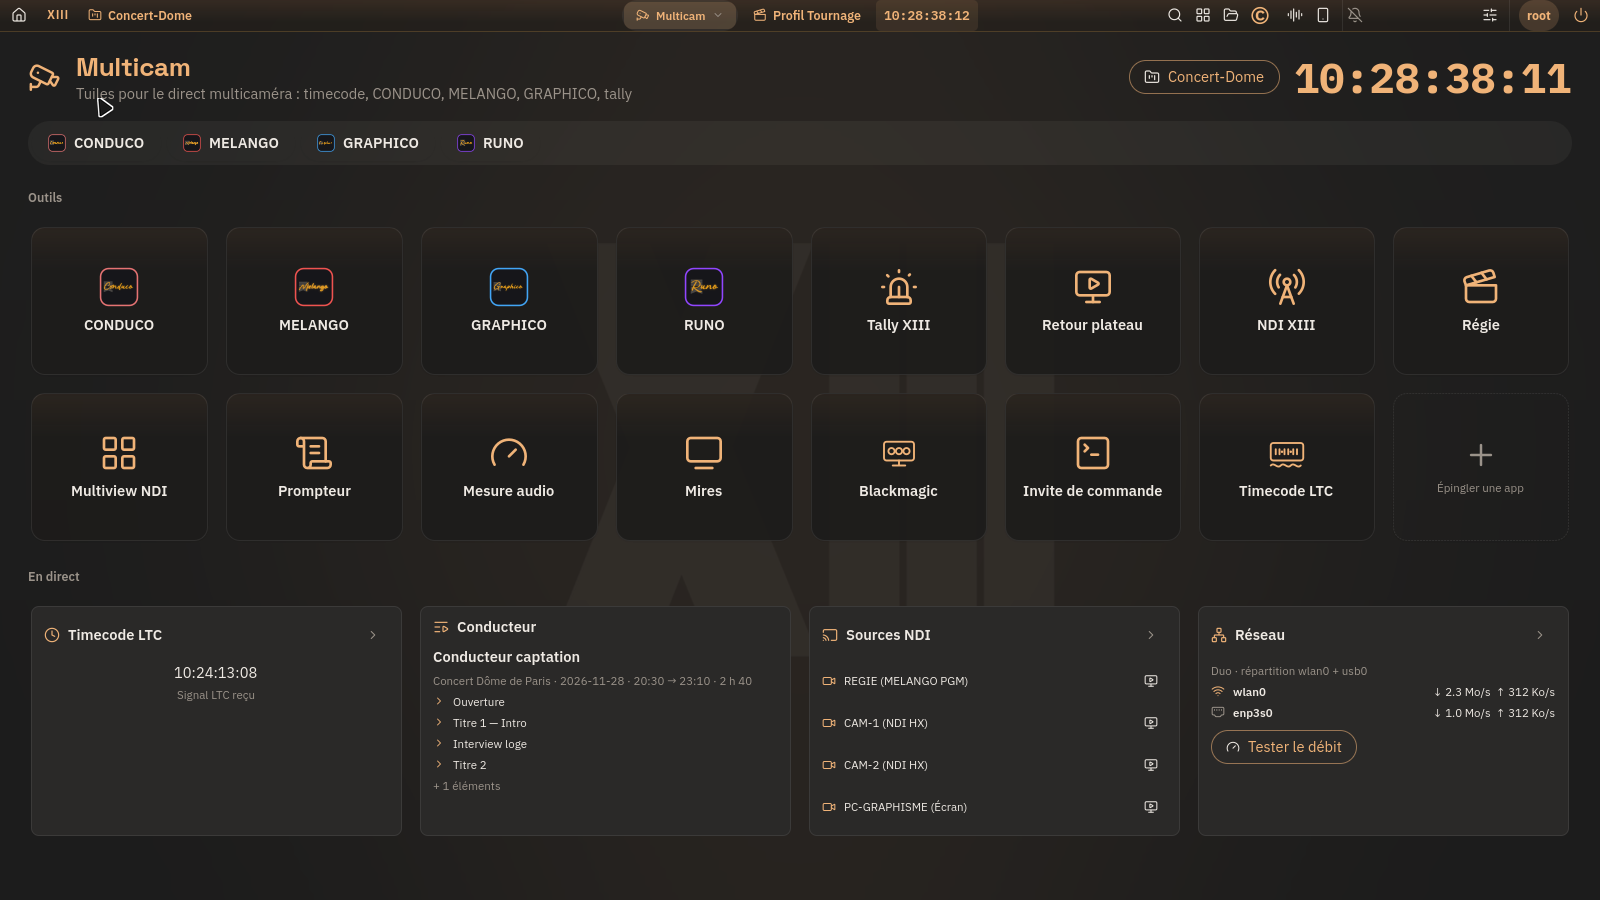 XIII Concert-Dome Multicam Profil Tournage 10:28:38:12 root
Multicam
Tuiles pour le direct multicaméra : timecode, CONDUCO, MELANGO, GRAPHICO, tally
Concert-Dome 10:28:38:11
CONDUCO MELANGO GRAPHICO RUNO
Outils
Conduco Melango Graphico Runo
CONDUCO MELANGO GRAPHICO RUNO Tally XIII Retour plateau NDI XIII Régie
Multiview NDI Prompteur Mesure audio Mires Blackmagic Invite de commande Timecode LTC Épingler une app
En direct
Timecode LTC
10:24:13:08
Signal LTC reçu
Conducteur
Conducteur captation
Concert Dôme de Paris · 2026-11-28 · 20:30 → 23:10 · 2 h 40
Ouverture
Titre 1 — Intro
Interview loge
Titre 2
+ 1 éléments
Sources NDI
REGIE (MELANGO PGM)
CAM-1 (NDI HX)
CAM-2 (NDI HX)
PC-GRAPHISME (Écran)
Réseau
Duo · répartition wlan0 + usb0
wlan0 ↓ 2.3 Mo/s ↑ 312 Ko/s
enp3s0 ↓ 1.0 Mo/s ↑ 312 Ko/s
Tester le débit